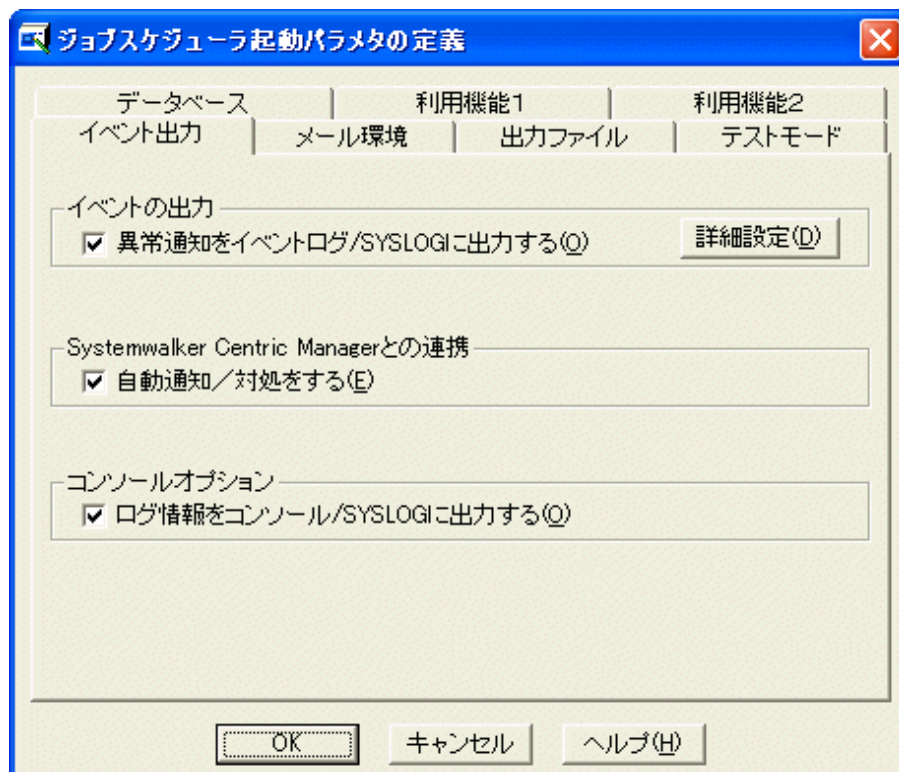 ジョブスケジューラ起動パラメタの定義
データベース 利用機能1 利用機能2
イベント出力 メール環境 出力ファイル テストモード
イベントの出力
異常通知をイベントログ/SYSLOGに出力する(O) 詳細設定(D)
Systemwalker Centric Managerとの連携
自動通知/対処をする(E)
コンソールオプション
ログ情報をコンソール/SYSLOGに出力する(O)
OK キャンセル ヘルプ(H)